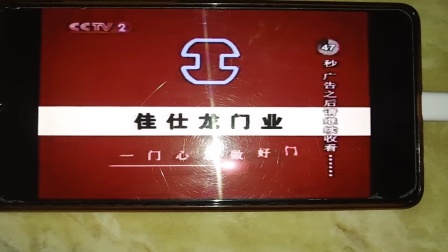 CCTV 2
47
秒广告之后请继续收看……
佳仕龙门业
一门心 做好门